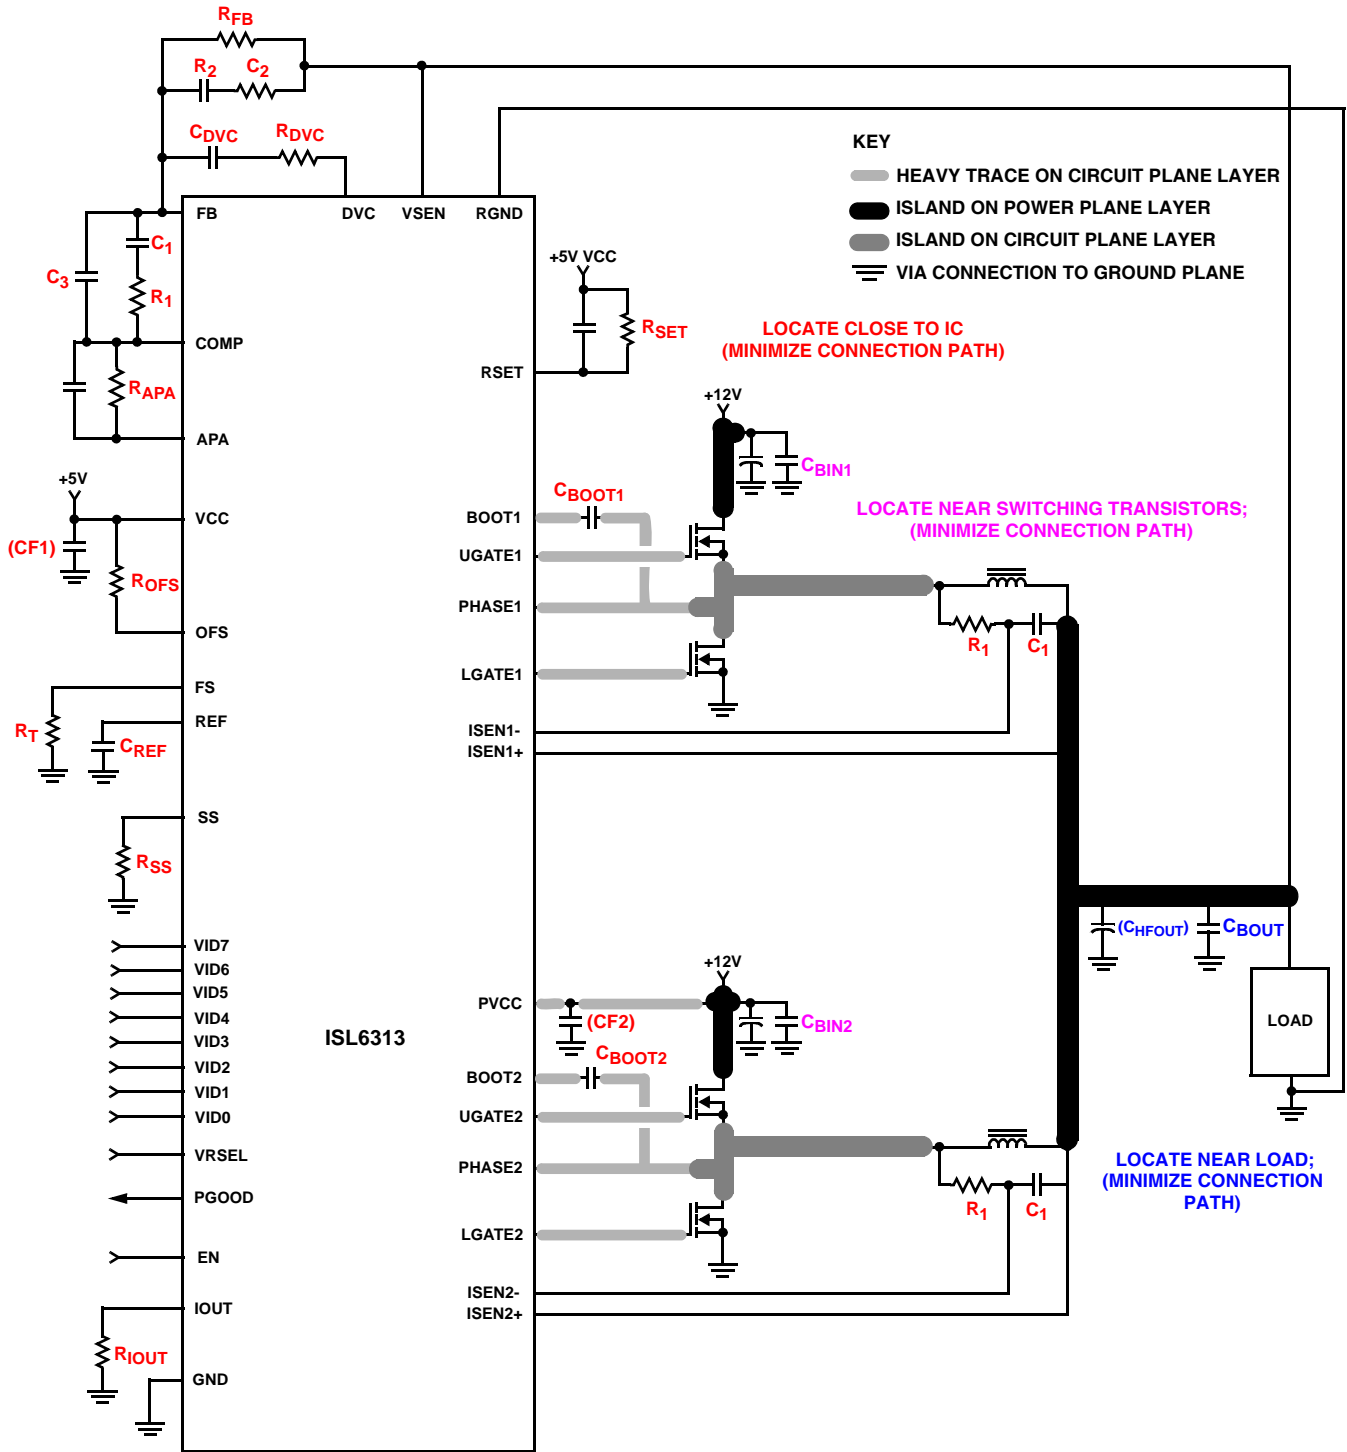 RFB
R2 C2
CDVC RDVC
KEY
HEAVY TRACE ON CIRCUIT PLANE LAYER
ISLAND ON POWER PLANE LAYER
ISLAND ON CIRCUIT PLANE LAYER
VIA CONNECTION TO GROUND PLANE
FB DVC VSEN RGND
C1
C3
R1
+5V VCC
RSET
LOCATE CLOSE TO IC
(MINIMIZE CONNECTION PATH)
COMP
RSET
RAPA
APA
+12V
CBIN1
+5V
CBOOT1
LOCATE NEAR SWITCHING TRANSISTORS;
(MINIMIZE CONNECTION PATH)
VCC
BOOT1
(CF1)
UGATE1
ROFS
PHASE1
OFS
R1 C1
LGATE1
FS
REF
RT
CREF
ISEN1-
ISEN1+
SS
RSS
(CHFOUT) CBOUT
VID7
VID6
VID5
VID4
VID3
VID2
VID1
VID0
+12V
PVCC
(CF2)
CBIN2
LOAD
ISL6313
CBOOT2
BOOT2
UGATE2
VRSEL
PHASE2
LOCATE NEAR LOAD;
(MINIMIZE CONNECTION
PATH)
PGOOD
R1 C1
LGATE2
EN
ISEN2-
ISEN2+
IOUT
RIOUT
GND